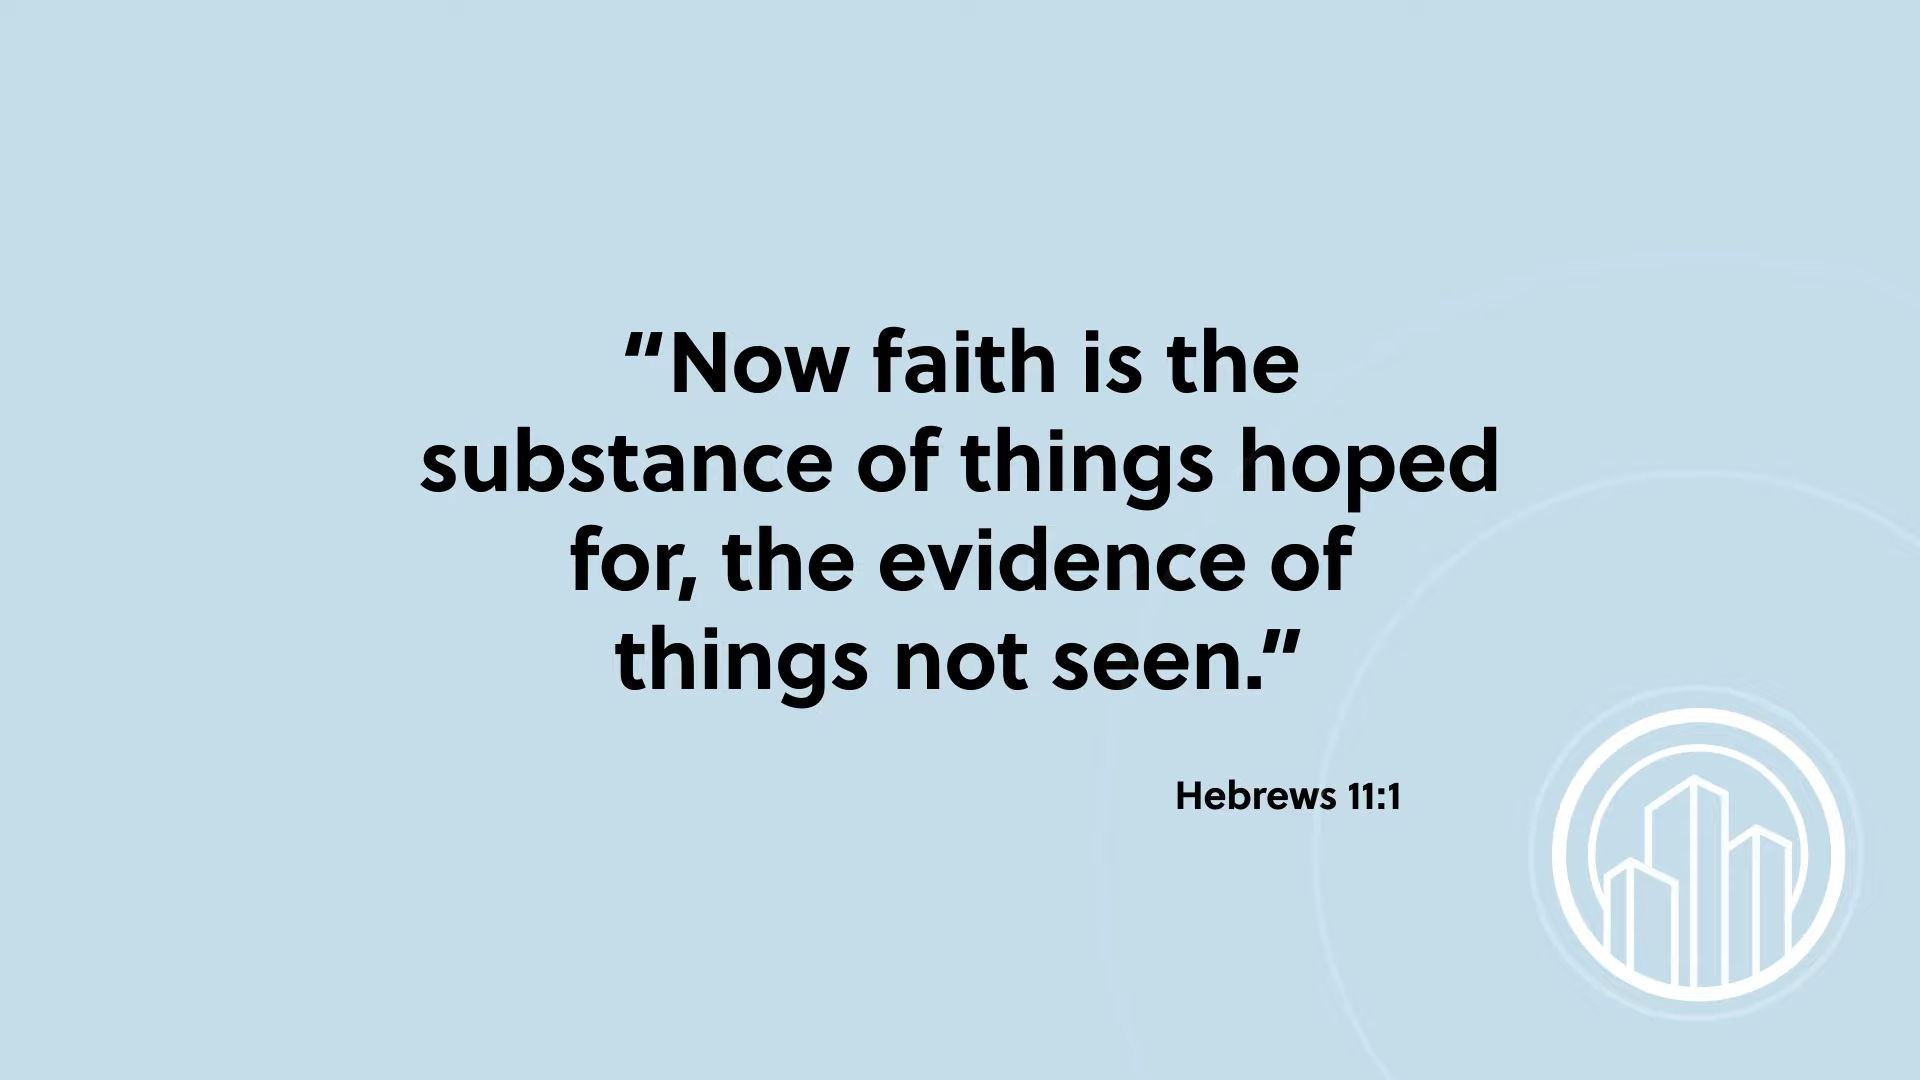 “Now faith is the
substance of things hoped
for, the evidence of
things not seen.”
Hebrews 11:1